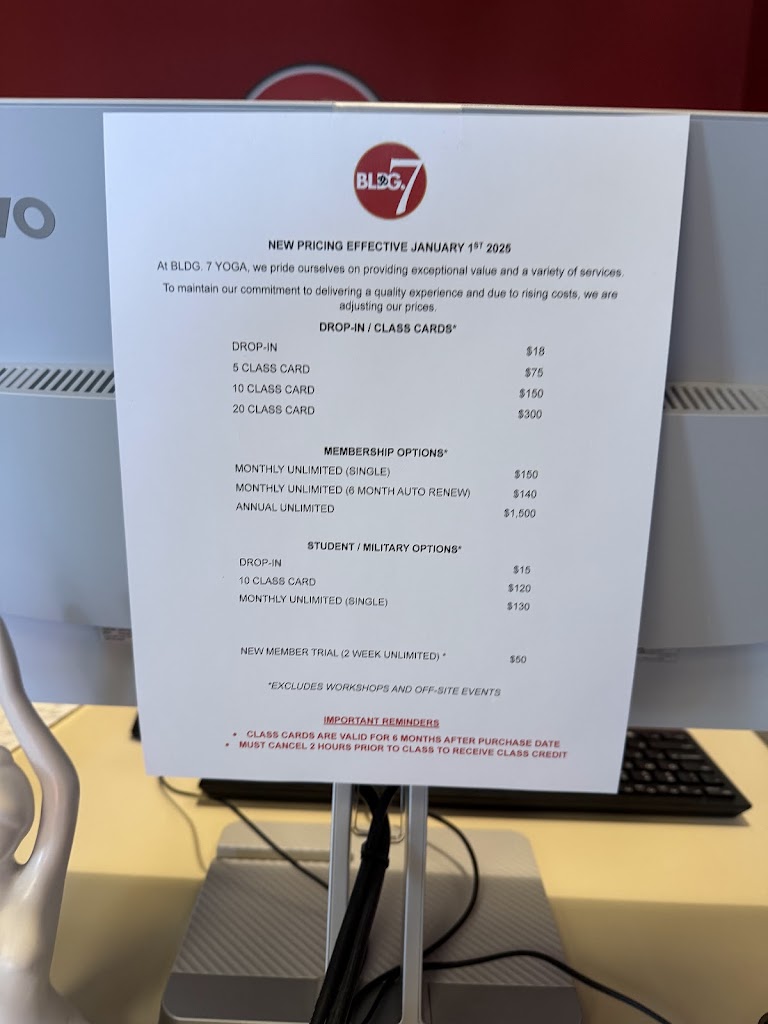 BLDG.7
NEW PRICING EFFECTIVE JANUARY 1ST 2025
At BLDG. 7 YOGA, we pride ourselves on providing exceptional value and a variety of services.
To maintain our commitment to delivering a quality experience and due to rising costs, we are
adjusting our prices.
DROP-IN / CLASS CARDS*
DROP-IN $18
5 CLASS CARD $75
10 CLASS CARD $150
20 CLASS CARD $300
MEMBERSHIP OPTIONS*
MONTHLY UNLIMITED (SINGLE) $150
MONTHLY UNLIMITED (6 MONTH AUTO RENEW) $140
ANNUAL UNLIMITED $1,500
STUDENT / MILITARY OPTIONS*
DROP-IN $15
10 CLASS CARD $120
MONTHLY UNLIMITED (SINGLE) $130
NEW MEMBER TRIAL (2 WEEK UNLIMITED) * $50
*EXCLUDES WORKSHOPS AND OFF-SITE EVENTS
IMPORTANT REMINDERS
• CLASS CARDS ARE VALID FOR 6 MONTHS AFTER PURCHASE DATE
• MUST CANCEL 2 HOURS PRIOR TO CLASS TO RECEIVE CLASS CREDIT